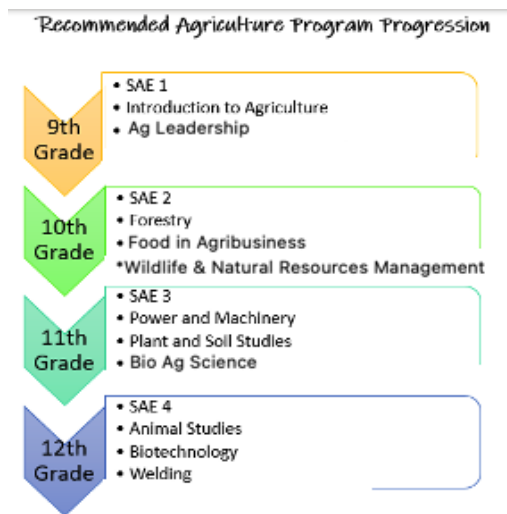 Recommended Agriculture Program Progression
9th
Grade
• SAE 1
• Introduction to Agriculture
• Ag Leadership
10th
Grade
• SAE 2
• Forestry
• Food in Agribusiness
*Wildlife & Natural Resources Management
11th
Grade
• SAE 3
• Power and Machinery
• Plant and Soil Studies
• Bio Ag Science
12th
Grade
• SAE 4
• Animal Studies
• Biotechnology
• Welding